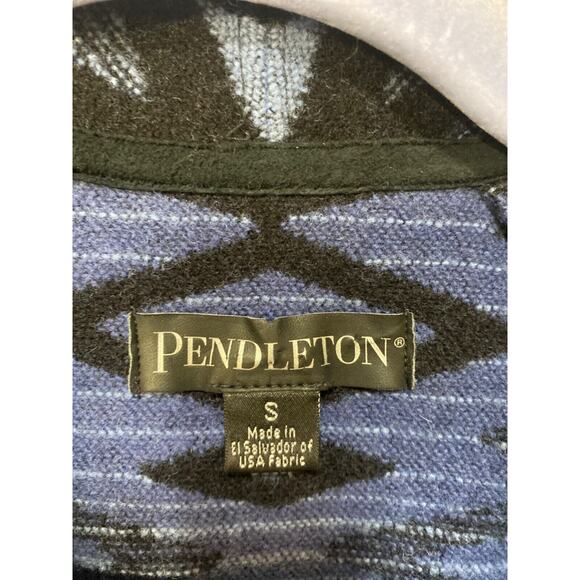 PENDLETON®
S
Made in
El Salvador of
USA Fabric